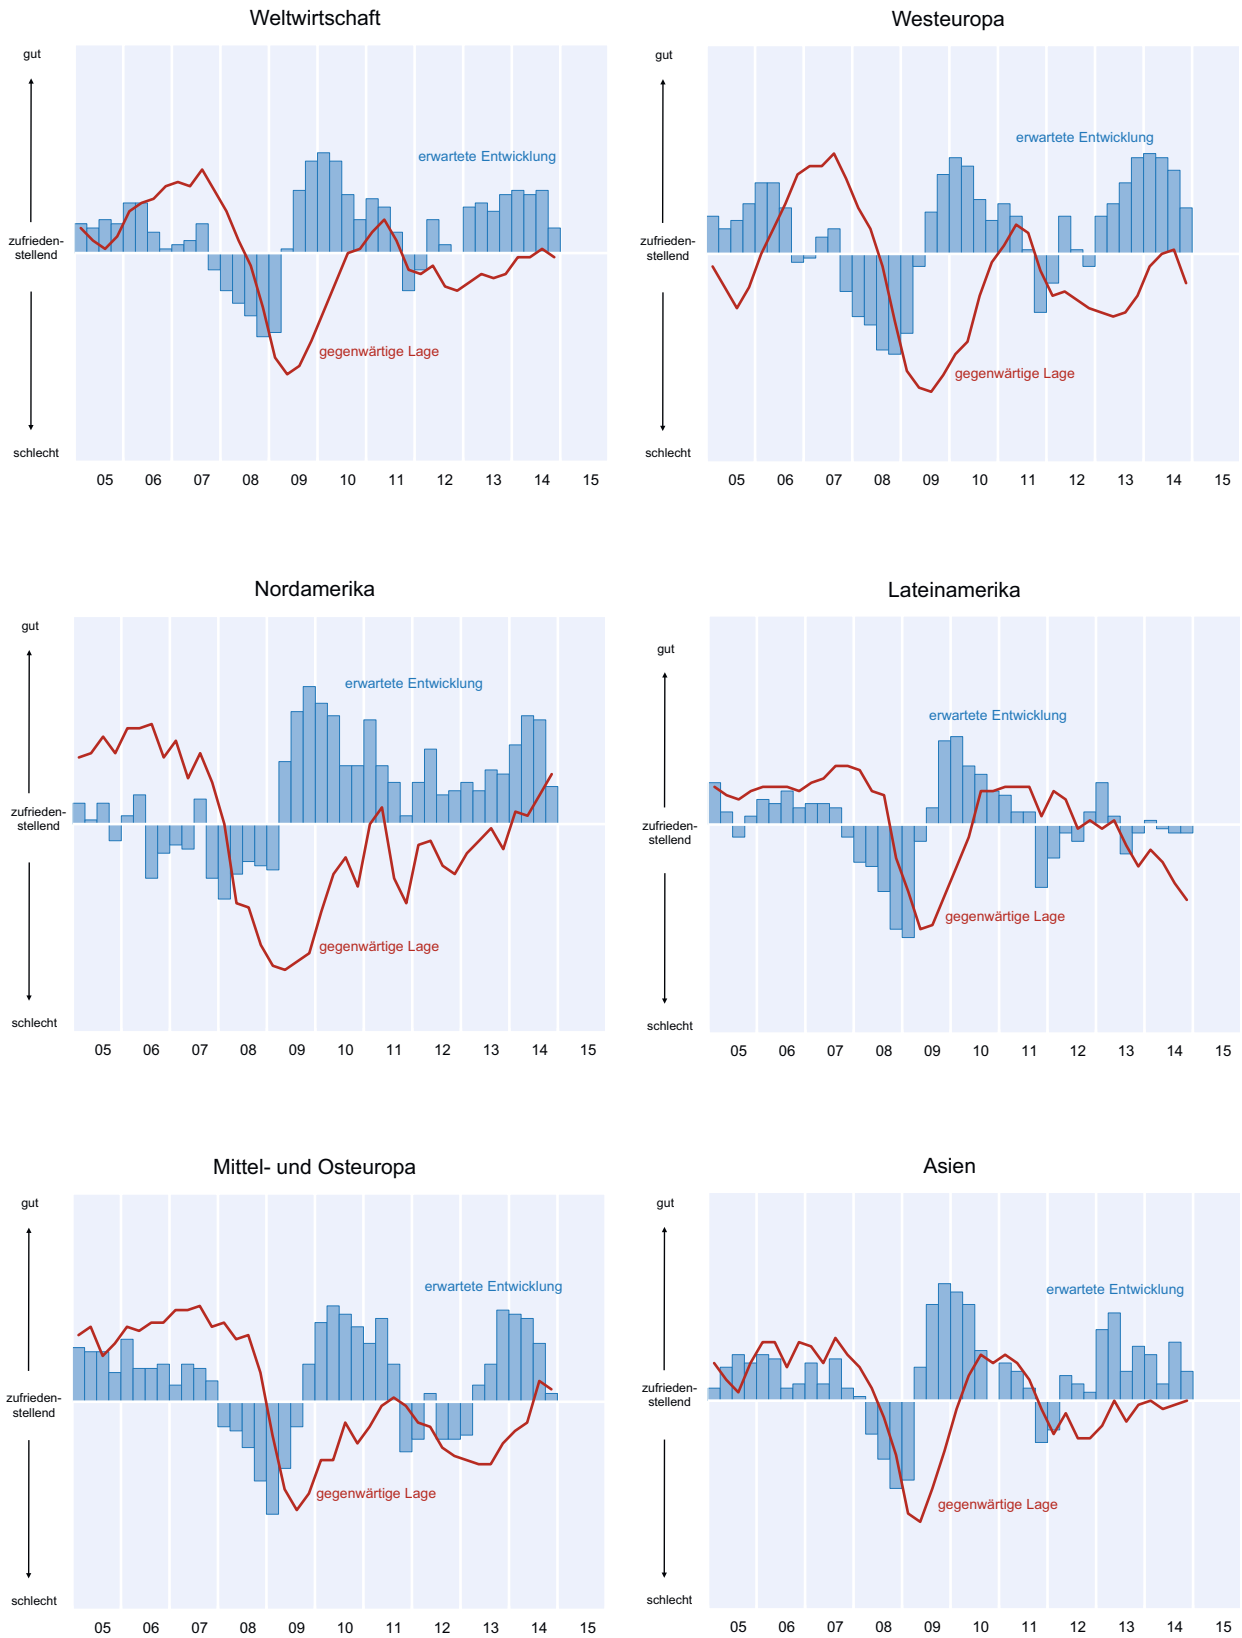 Weltwirtschaft
gut
zufrieden-
stellend
schlecht
erwartete Entwicklung
gegenwärtige Lage
05 06 07 08 09 10 11 12 13 14 15
Westeuropa
gut
zufrieden-
stellend
schlecht
erwartete Entwicklung
gegenwärtige Lage
05 06 07 08 09 10 11 12 13 14 15
Nordamerika
gut
zufrieden-
stellend
schlecht
erwartete Entwicklung
gegenwärtige Lage
05 06 07 08 09 10 11 12 13 14 15
Lateinamerika
gut
zufrieden-
stellend
schlecht
erwartete Entwicklung
gegenwärtige Lage
05 06 07 08 09 10 11 12 13 14 15
Mittel- und Osteuropa
gut
zufrieden-
stellend
schlecht
erwartete Entwicklung
gegenwärtige Lage
05 06 07 08 09 10 11 12 13 14 15
Asien
gut
zufrieden-
stellend
schlecht
erwartete Entwicklung
gegenwärtige Lage
05 06 07 08 09 10 11 12 13 14 15